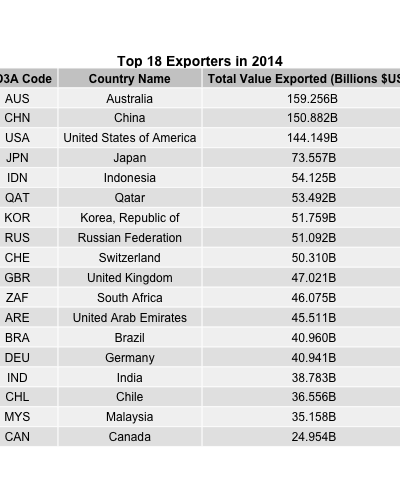 Top 18 Exporters in 2014
Code Country Name Total Value Exported (Billions
AUS Australia 159.256B
CHN China 150.882B
USA United States of America 144.149B
JPN Japan 73.557B
IDN Indonesia 54.125B
QAT Qatar 53.492B
KOR Korea, Republic of 51.759B
RUS Russian Federation 51.092B
CHE Switzerland 50.310B
GBR United Kingdom 47.021B
ZAF South Africa 46.075B
ARE United Arab Emirates 45.511B
BRA Brazil 40.960B
DEU Germany 40.941B
IND India 38.783B
CHL Chile 36.556B
MYS Malaysia 35.158B
CAN Canada 24.954B